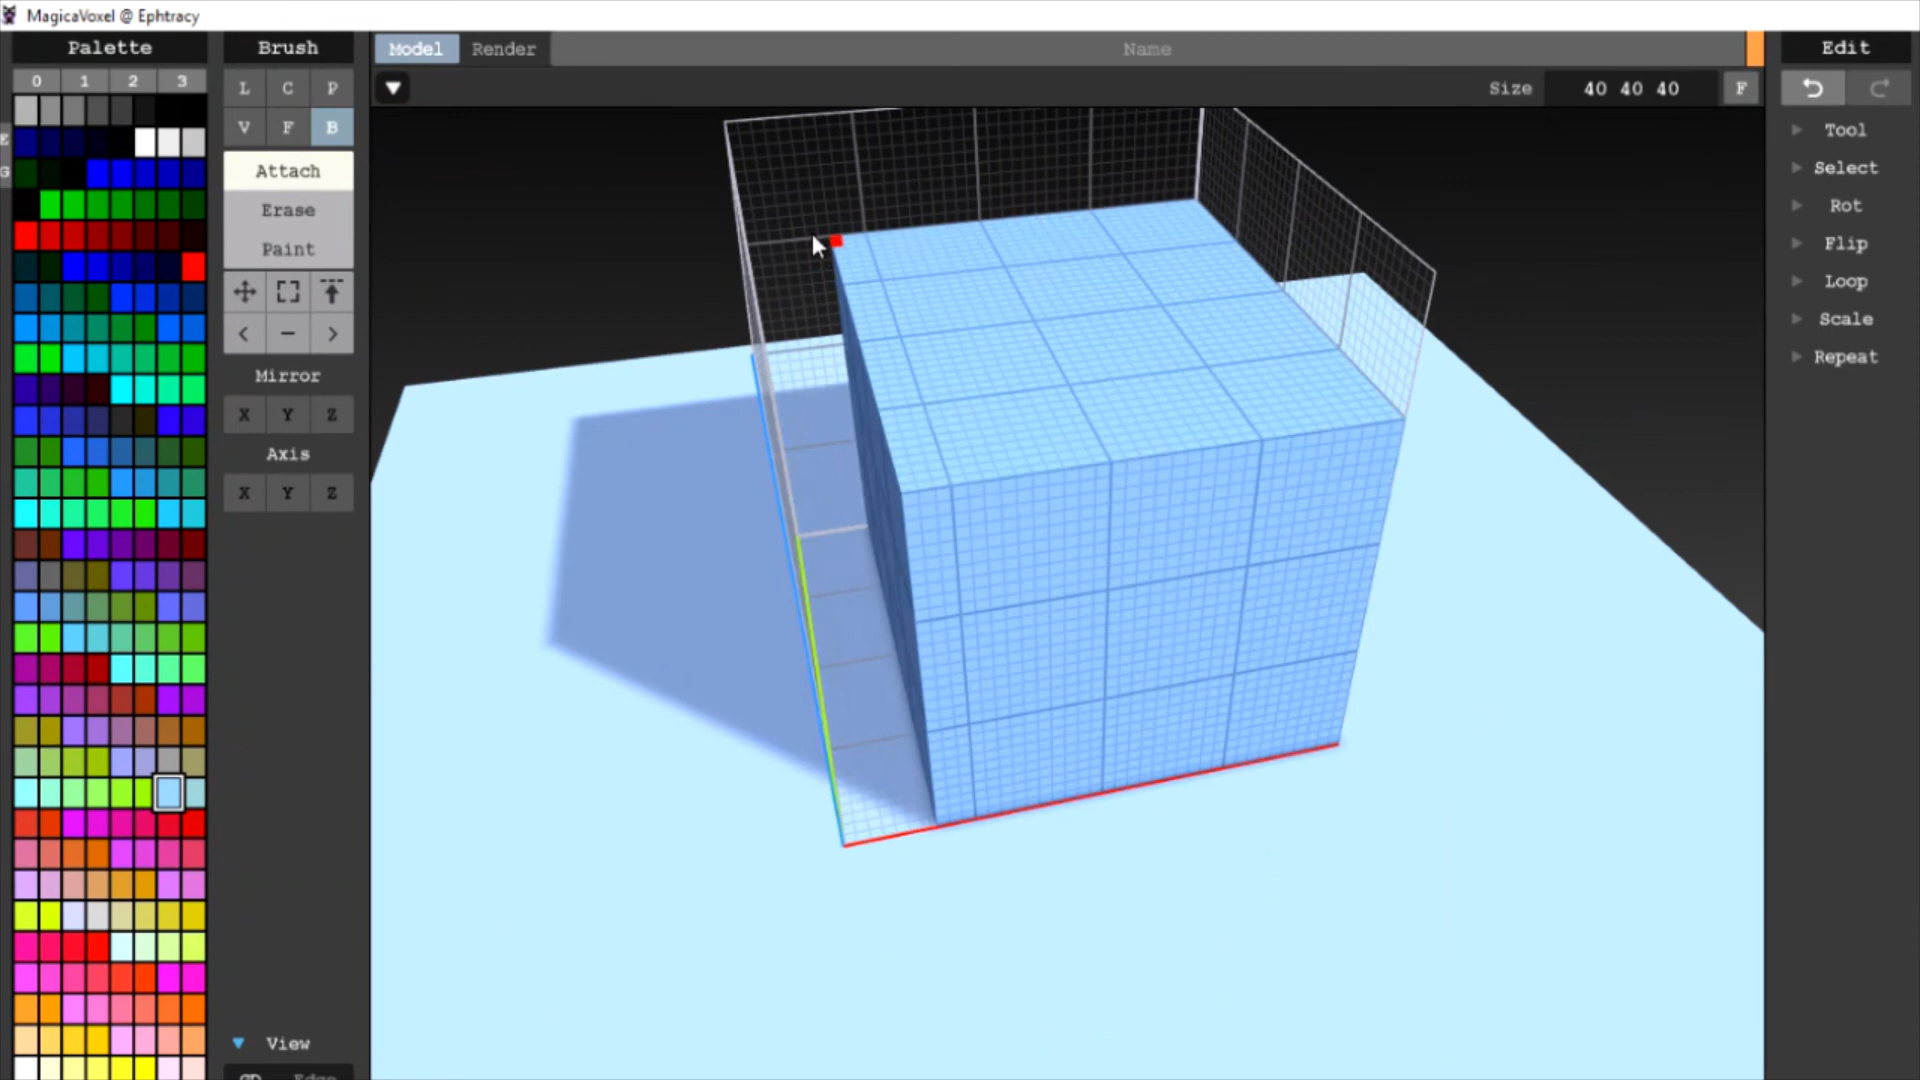 MagicaVoxel @ Ephtracy
Palette
Brush
Model
Render
Name
Edit
0 1 2 3
L C P
Size 40 40 40 F
V F B
Attach
Erase
Paint
Mirror
X Y Z
Axis
X Y Z
View
Edge
Tool
Select
Rot
Flip
Loop
Scale
Repeat
E
G